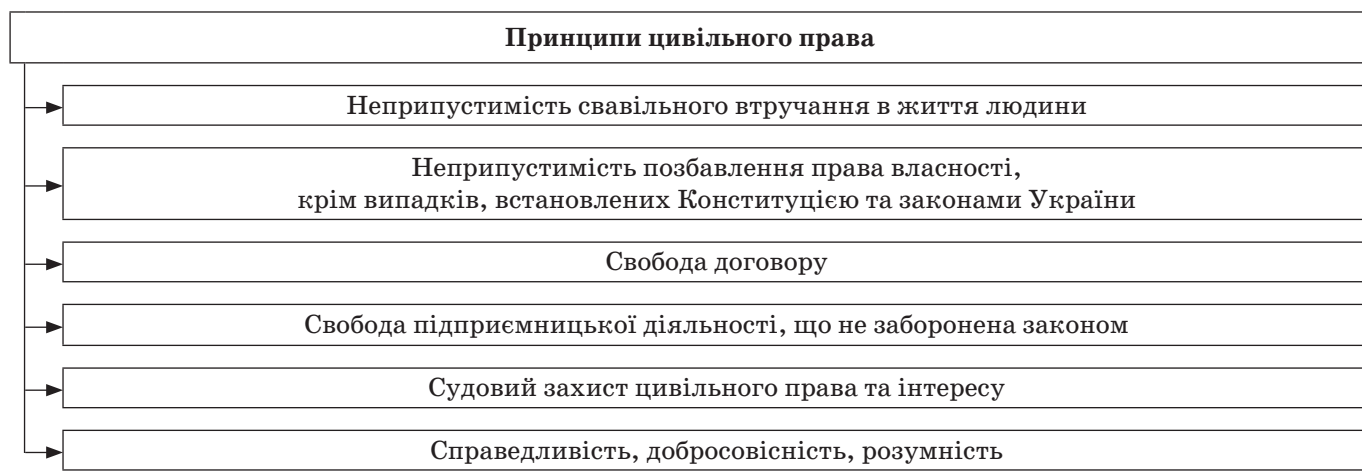 Принципи цивільного права
Неприпустимість свавільного втручання в життя людини
Неприпустимість позбавлення права власності,
крім випадків, встановлених Конституцією та законами України
Свобода договору
Свобода підприємницької діяльності, що не заборонена законом
Судовий захист цивільного права та інтересу
Справедливість, добросовісність, розумність